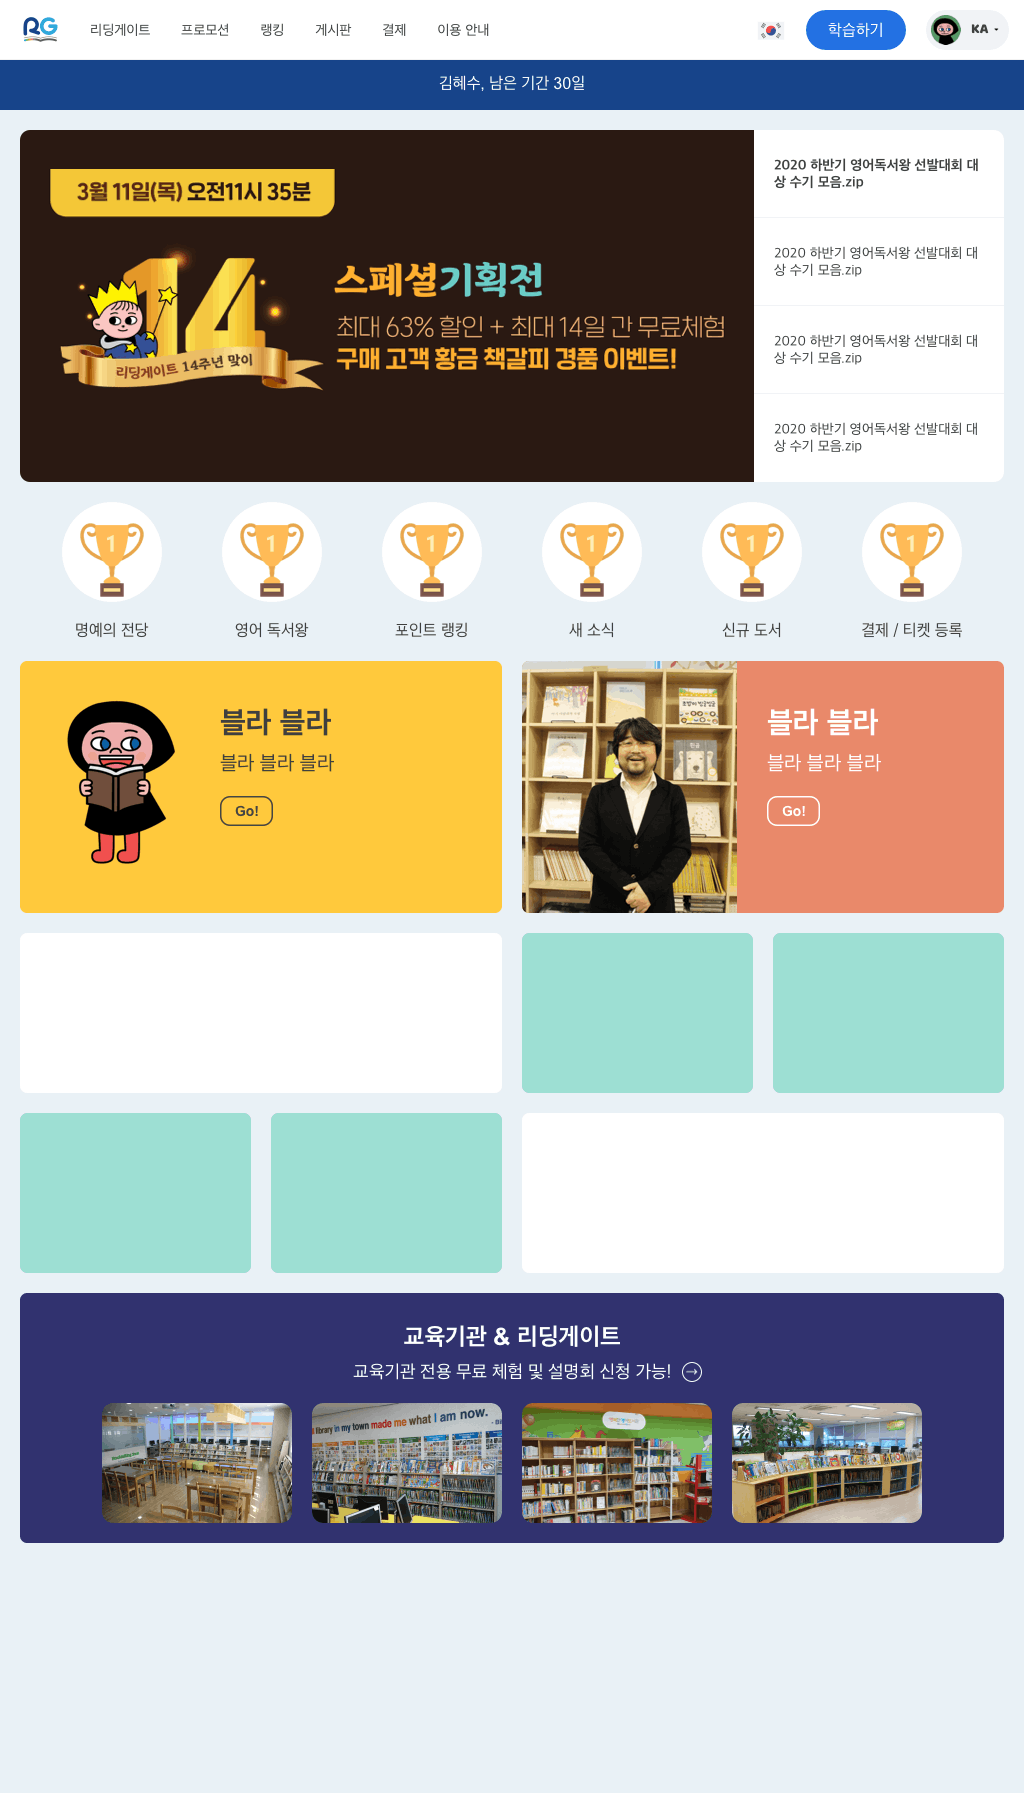 RG 리딩게이트 프로모션 랭킹 게시판 결제 이용 안내 학습하기 KA
김혜수, 남은 기간 30일
3월 11일(목) 오전11시 35분
14
리딩게이트 14주년 맞이
스페셜기획전
최대 63% 할인 + 최대 14일 간 무료체험
구매 고객 황금 책갈피 경품 이벤트!
2020 하반기 영어독서왕 선발대회 대
상 수기 모음.zip
2020 하반기 영어독서왕 선발대회 대
상 수기 모음.zip
2020 하반기 영어독서왕 선발대회 대
상 수기 모음.zip
2020 하반기 영어독서왕 선발대회 대
상 수기 모음.zip
1 1 1 1 1 1
명예의 전당 영어 독서왕 포인트 랭킹 새 소식 신규 도서 결제 / 티켓 등록
블라 블라
블라 블라 블라
Go!
블라 블라
블라 블라 블라
Go!
교육기관 & 리딩게이트
교육기관 전용 무료 체험 및 설명회 신청 가능!
library in my town made me what I am now.